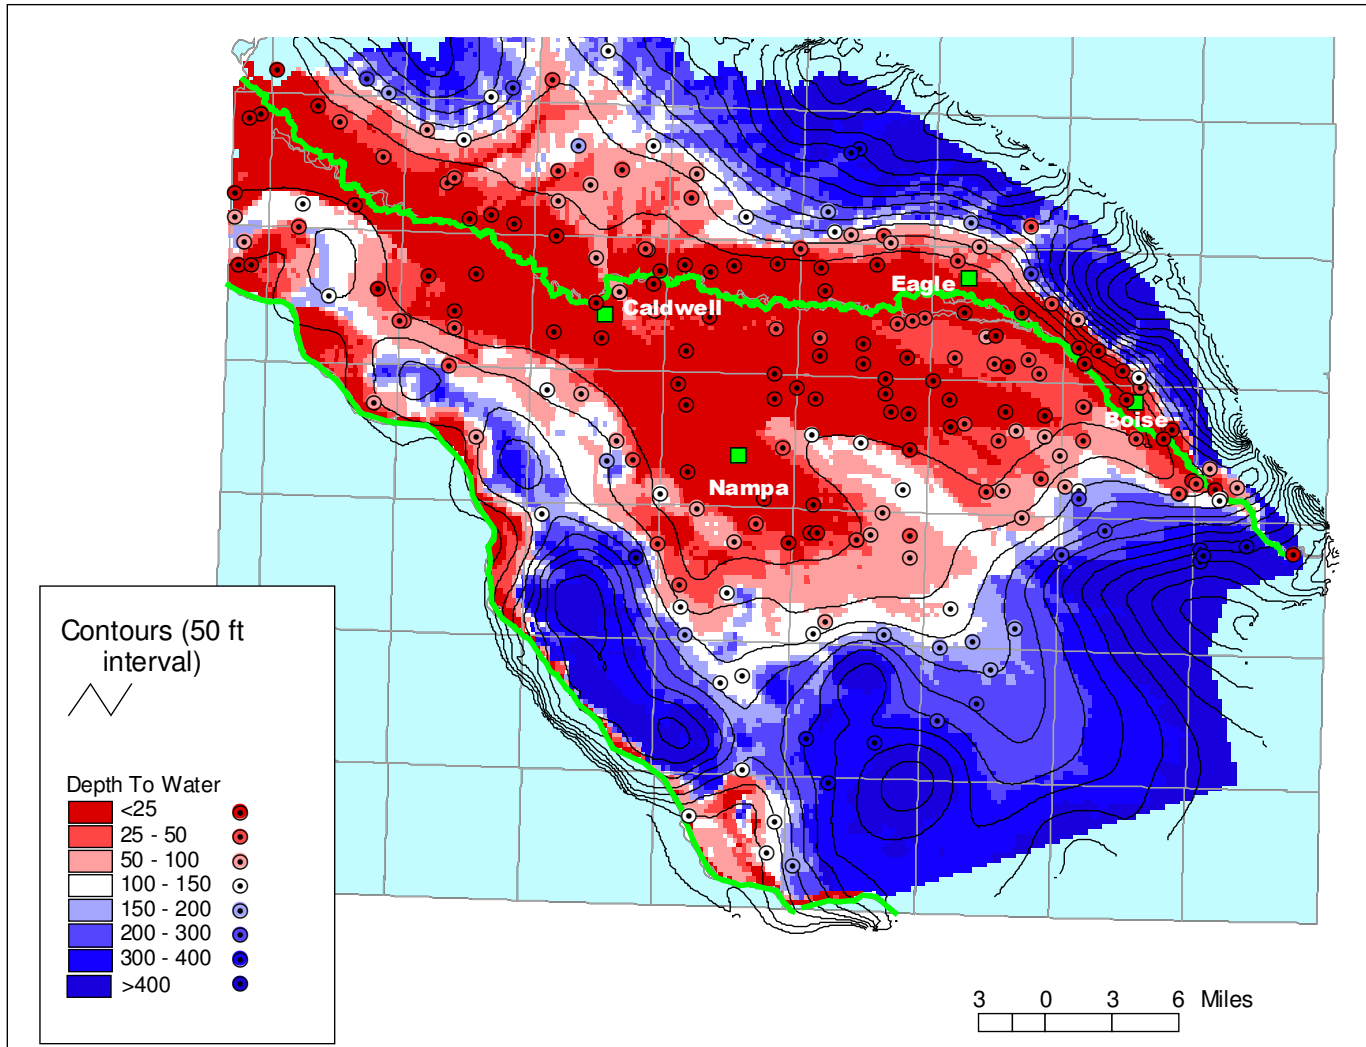 Eagle
Caldwell
Boise
Nampa
Contours (50 ft
interval)
Depth To Water
<25
25 - 50
50 - 100
100 - 150
150 - 200
200 - 300
300 - 400
>400
3 0 3 6 Miles